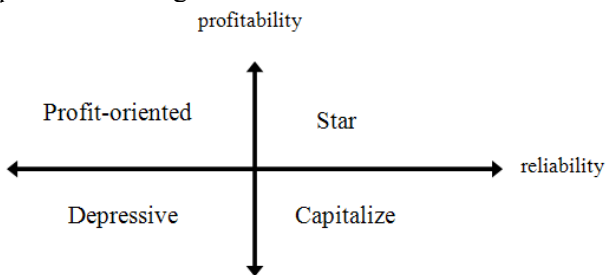 profitability
Profit-oriented
Star
reliability
Depressive
Capitalize